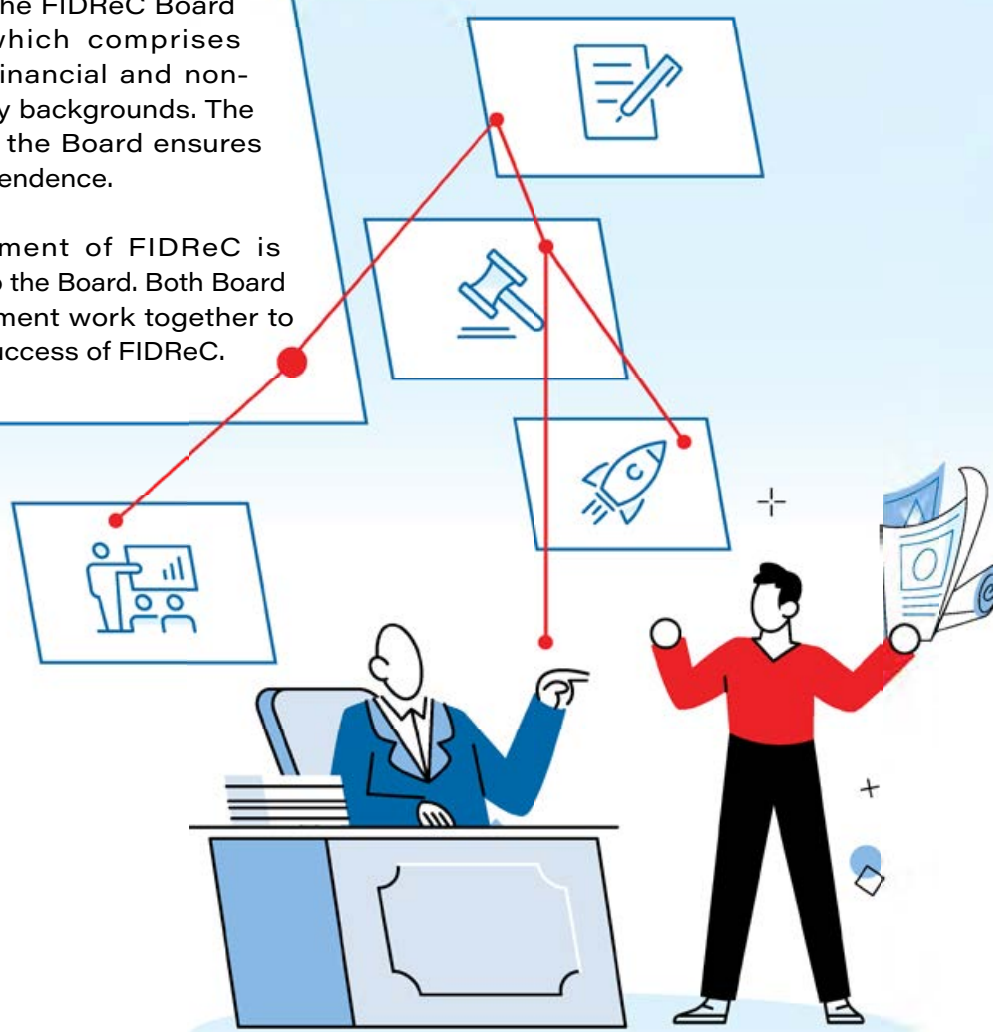 he FIDReC Board
which comprises
inancial and non-
y backgrounds. The
the Board ensures
endence.
ment of FIDReC is
o the Board. Both Board
ment work together to
uccess of FIDReC.